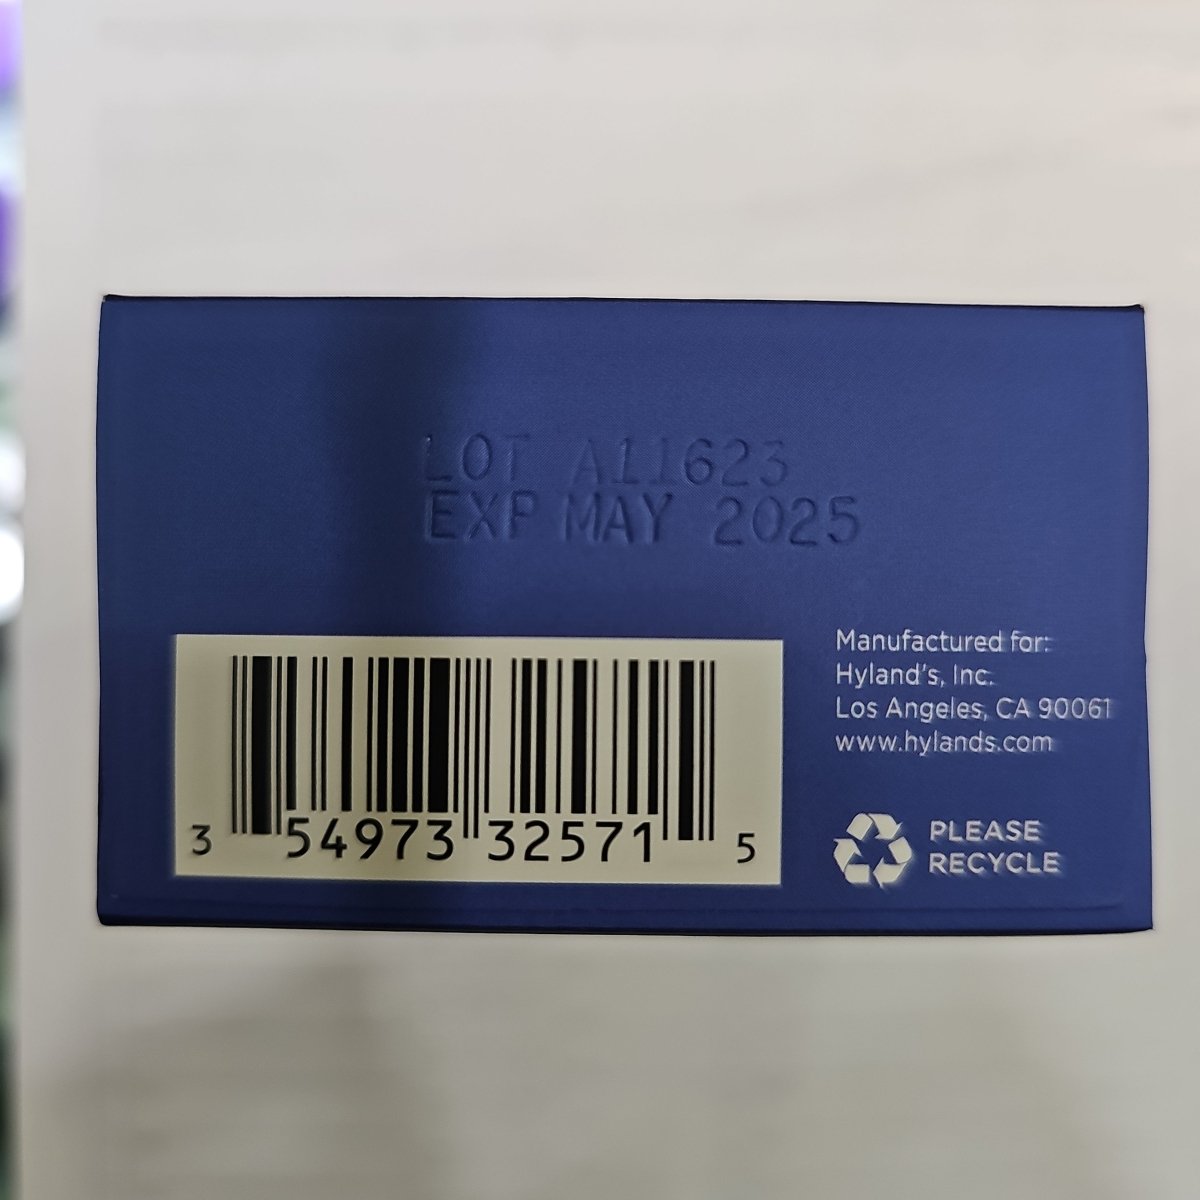 LOT A11623
EXP MAY 2025
3 54973 32571 5
Manufactured for:
Hyland's, Inc.
Los Angeles, CA 90061
www.hylands.com
PLEASE
RECYCLE